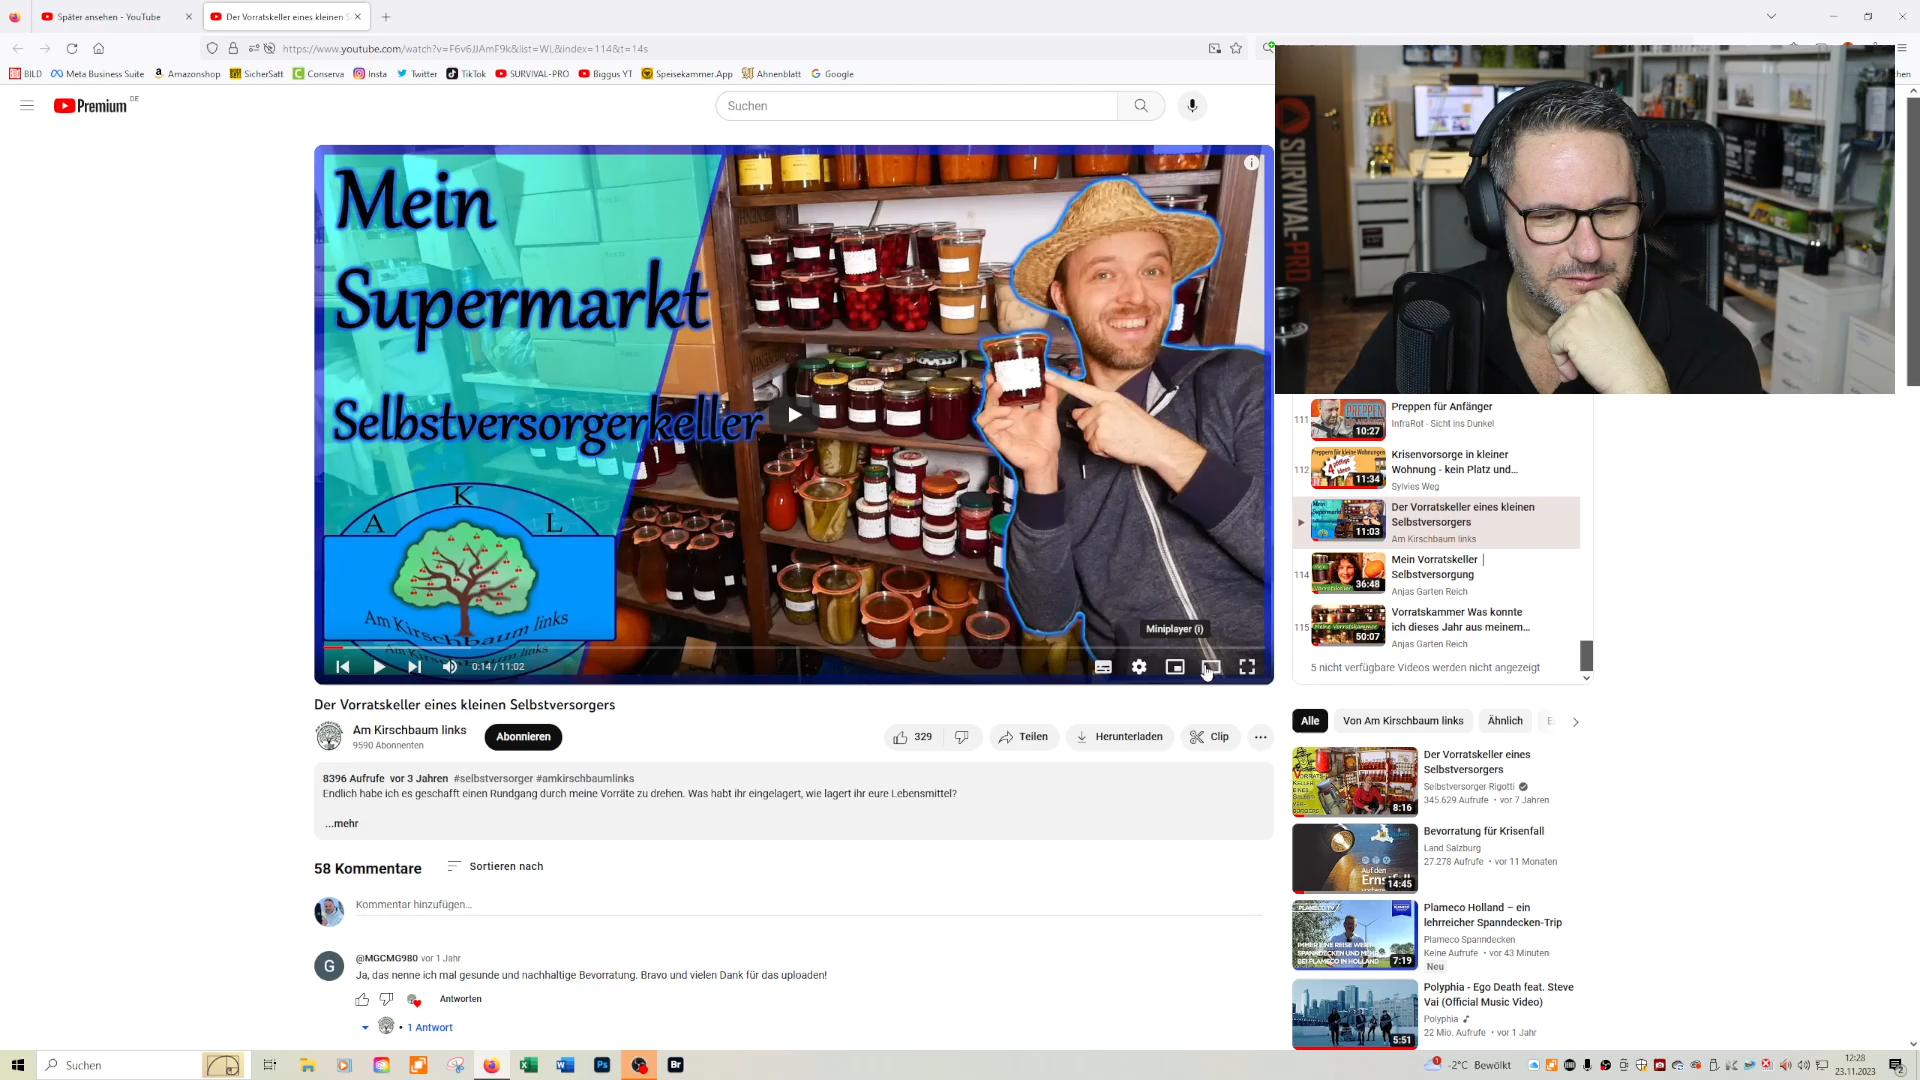 Später ansehen - YouTube
Der Vorratskeller eines kleinen S
https://www.youtube.com/watch?v=F6v6JJAmF9k&list=WL&index=114&t=14s
BILD Meta Business Suite Amazonshop SicherSatt Conserva Insta Twitter TikTok SURVIVAL-PRO Biggus YT Speisekammer.App Ahnenblatt Google
Premium DE
Suchen
Mein
Supermarkt
Selbstversorgerkeller
A K L
Am Kirschbaum links
SURVIVAL-PRO
Miniplayer (i)
0:14 / 11:02
Der Vorratskeller eines kleinen Selbstversorgers
Am Kirschbaum links
9590 Abonnenten
Abonnieren
329
Teilen
Herunterladen
Clip
8396 Aufrufe vor 3 Jahren #selbstversorger #amkirschbaumlinks
Endlich habe ich es geschafft einen Rundgang durch meine Vorräte zu drehen. Was habt ihr eingelagert, wie lagert ihr eure Lebensmittel?
...mehr
58 Kommentare
Sortieren nach
Kommentar hinzufügen...
G
@MGCMG980 vor 1 Jahr
Ja, das nenne ich mal gesunde und nachhaltige Bevorratung. Bravo und vielen Dank für das uploaden!
Antworten
1 Antwort
111
PREPPEN
10:27
Preppen für Anfänger
InfraRot - Sicht ins Dunkel
112
11:34
Krisenvorsorge in kleiner
Wohnung - kein Platz und...
Sylvies Weg
11:03
Der Vorratskeller eines kleinen
Selbstversorgers
Am Kirschbaum links
114
36:48
Mein Vorratskeller |
Selbstversorgung
Anjas Garten Reich
115
50:07
Vorratskammer Was konnte
ich dieses Jahr aus meinem...
Anjas Garten Reich
5 nicht verfügbare Videos werden nicht angezeigt
Alle
Von Am Kirschbaum links
Ähnlich
8:16
Der Vorratskeller eines
Selbstversorgers
Selbstversorger Rigotti
345.629 Aufrufe • vor 7 Jahren
Auf den
14:45
Bevorratung für Krisenfall
Land Salzburg
27.278 Aufrufe • vor 11 Monaten
PLAMECO TV
7:19
Plameco Holland – ein
lehrreicher Spanndecken-Trip
Plameco Spanndecken
Keine Aufrufe • vor 43 Minuten
Neu
5:51
Polyphia - Ego Death feat. Steve
Vai (Official Music Video)
Polyphia
22 Mio. Aufrufe • vor 1 Jahr
Suchen
1
-2°C Bewölkt
12:28
23.11.2023
2